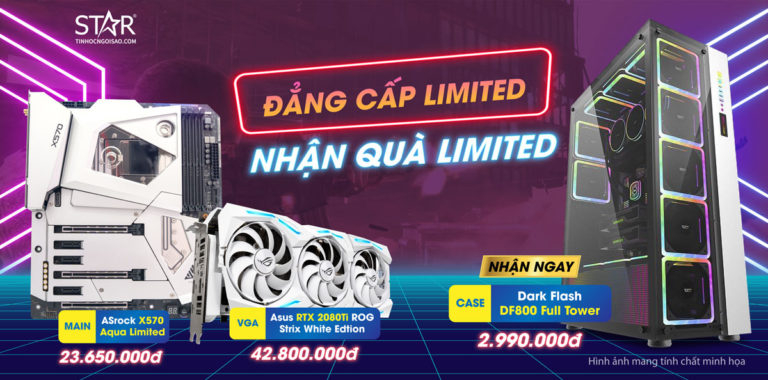 STAR®
TINHOCNGOISAO.COM
ĐẲNG CẤP LIMITED
NHẬN QUÀ LIMITED
X570
MAIN
ASrock X570
Aqua Limited
23.650.000đ
VGA
Asus RTX 2080Ti ROG
Strix White Edtion
42.800.000đ
NHẬN NGAY
CASE
Dark Flash
DF800 Full Tower
2.990.000đ
Hình ảnh mang tính chất minh họa